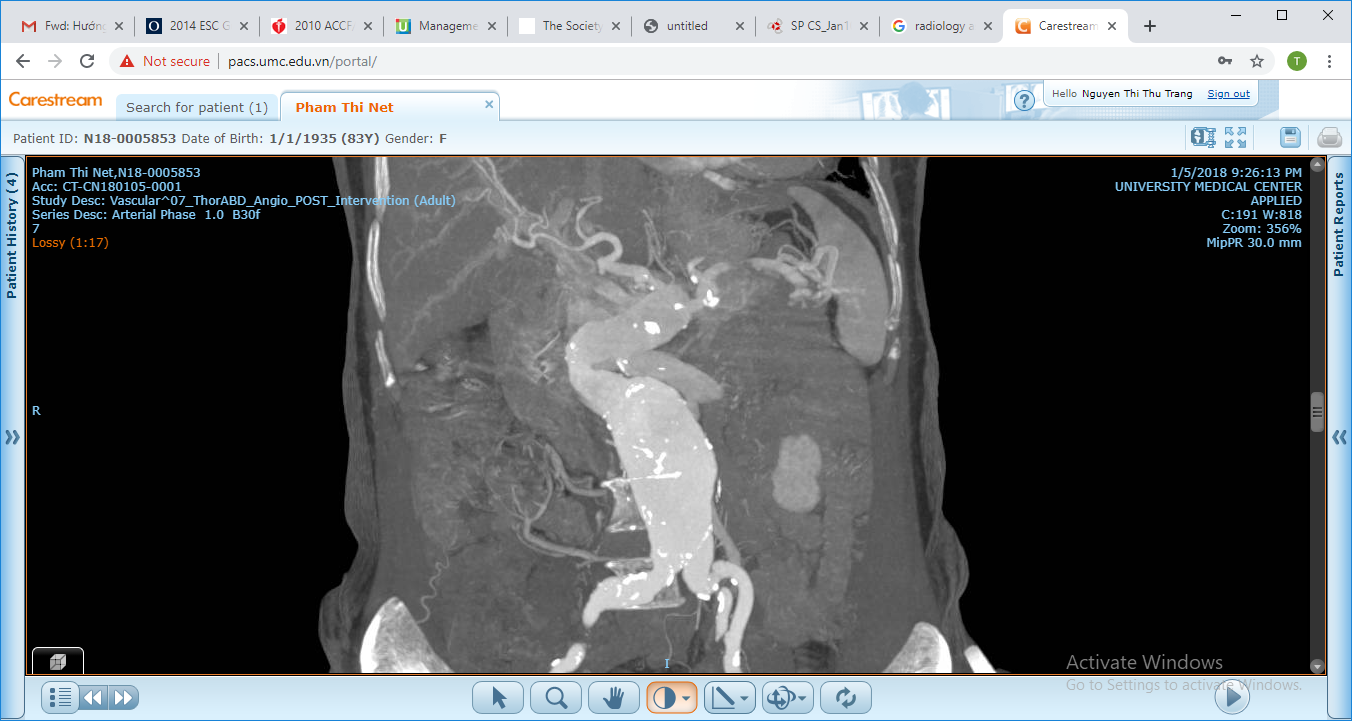 Fwd: Hướng
2014 ESC G
2010 ACCF/
Manageme
The Society
untitled
SP CS_Jan1
radiology a
Carestream
Not secure
pacs.umc.edu.vn/portal/
T
Carestream
Search for patient (1)
Pham Thi Net
Hello Nguyen Thi Thu Trang
Sign out
Patient ID: N18-0005853 Date of Birth: 1/1/1935 (83Y) Gender: F
Patient History (4)
Patient Reports
Pham Thi Net,N18-0005853
Acc: CT-CN180105-0001
Study Desc: Vascular^07_ThorABD_Angio_POST_Intervention (Adult)
Series Desc: Arterial Phase 1.0 B30f
7
Lossy (1:17)
1/5/2018 9:26:13 PM
UNIVERSITY MEDICAL CENTER
APPLIED
C:191 W:818
Zoom: 356%
MipPR 30.0 mm
R
I
Activate Windows
Go to Settings to activate Windows.